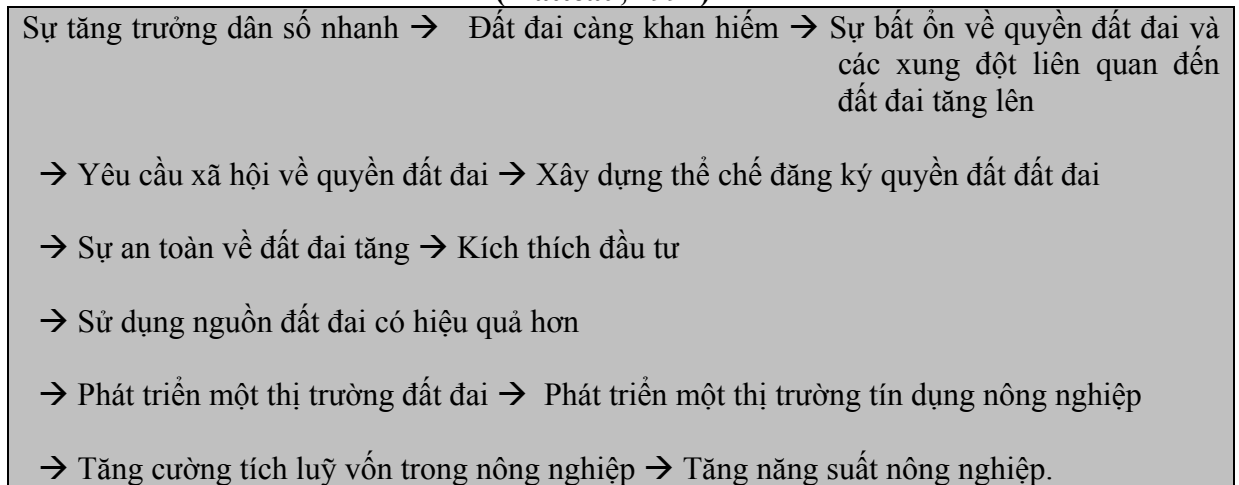 Sự tăng trưởng dân số nhanh → Đất đai càng khan hiếm → Sự bất ổn về quyền đất đai và
các xung đột liên quan đến
đất đai tăng lên
→ Yêu cầu xã hội về quyền đất đai → Xây dựng thể chế đăng ký quyền đất đất đai
→ Sự an toàn về đất đai tăng → Kích thích đầu tư
→ Sử dụng nguồn đất đai có hiệu quả hơn
→ Phát triển một thị trường đất đai → Phát triển một thị trường tín dụng nông nghiệp
→ Tăng cường tích luỹ vốn trong nông nghiệp → Tăng năng suất nông nghiệp.